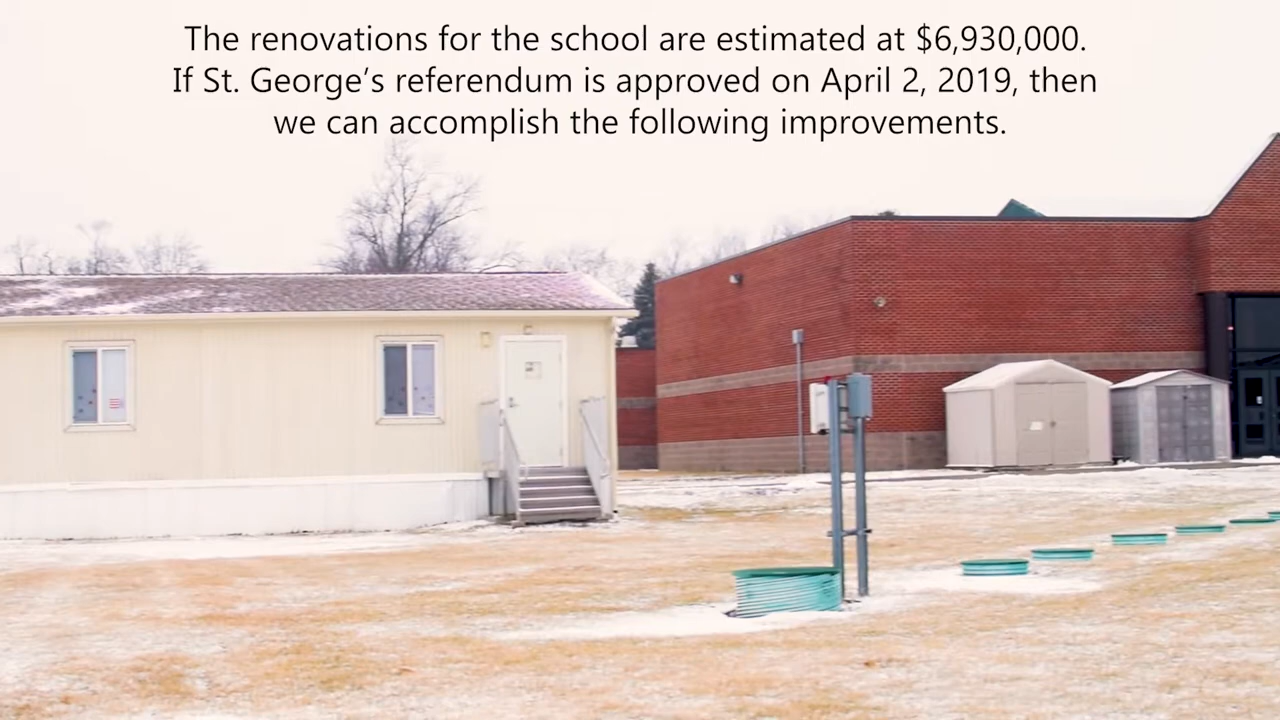 The renovations for the school are estimated at $6,930,000.
If St. George's referendum is approved on April 2, 2019, then
we can accomplish the following improvements.